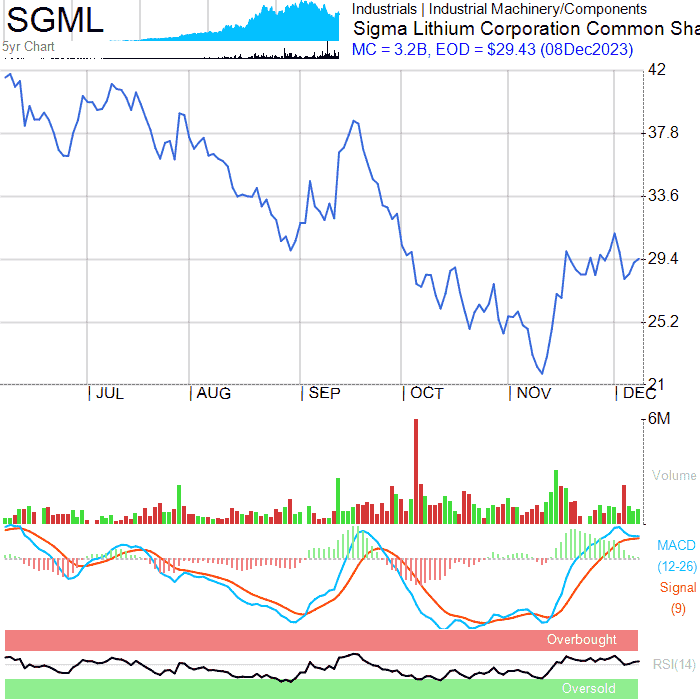 SGML
5yr Chart
Industrials | Industrial Machinery/Components
Sigma Lithium Corporation Common Sha
MC = 3.2B, EOD = $29.43 (08Dec2023)
42
37.8
33.6
29.4
25.2
21
JUL AUG SEP OCT NOV DEC
6M
Volume
MACD
(12-26)
Signal
(9)
Overbought
RSI(14)
Oversold